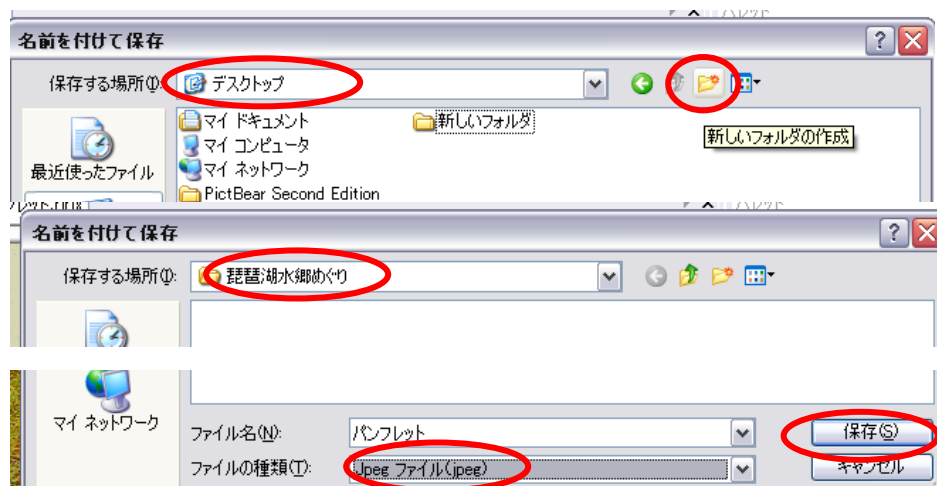 パレット
名前を付けて保存
保存する場所(I):
デスクトップ
マイ ドキュメント
新しいフォルダ
マイ コンピュータ
新しいフォルダの作成
最近使ったファイル
マイ ネットワーク
PictBear Second Edition
名前を付けて保存
保存する場所(I):
琵琶湖水郷めぐり
マイ ネットワーク
ファイル名(N):
パンフレット
保存(S)
ファイルの種類(T):
Jpeg ファイル(jpeg)
キャンセル